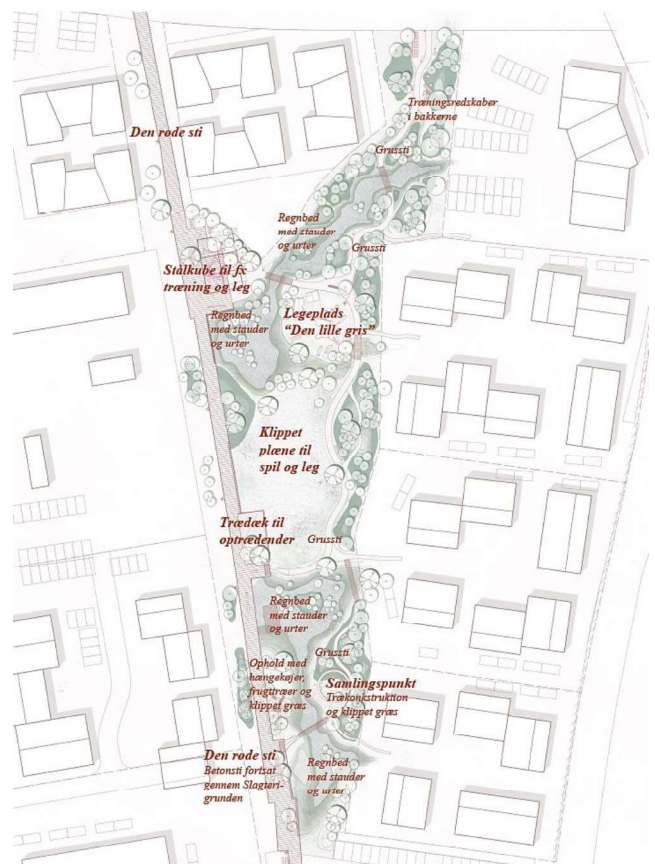 Træningsredskaber
i bakkerne
Den røde sti
Grussti
Regnbed
med stauder
og urter
Grussti
Stålkube til fx
træning og leg
Legeplads
"Den lille gris"
Regnbed
med stauder
og urter
Klippet
plæne til
spil og leg
Trædæk til
optrædender
Grussti
Regnbed
med stauder
og urter
Grussti
Ophold med
hængekøjer,
frugttræer og
klippet græs
Samlingspunkt
Trækonstruktion
og klippet græs
Den røde sti
Betonsti fortsat
gennem Slagteri-
grunden
Regnbed
med stauder
og urter